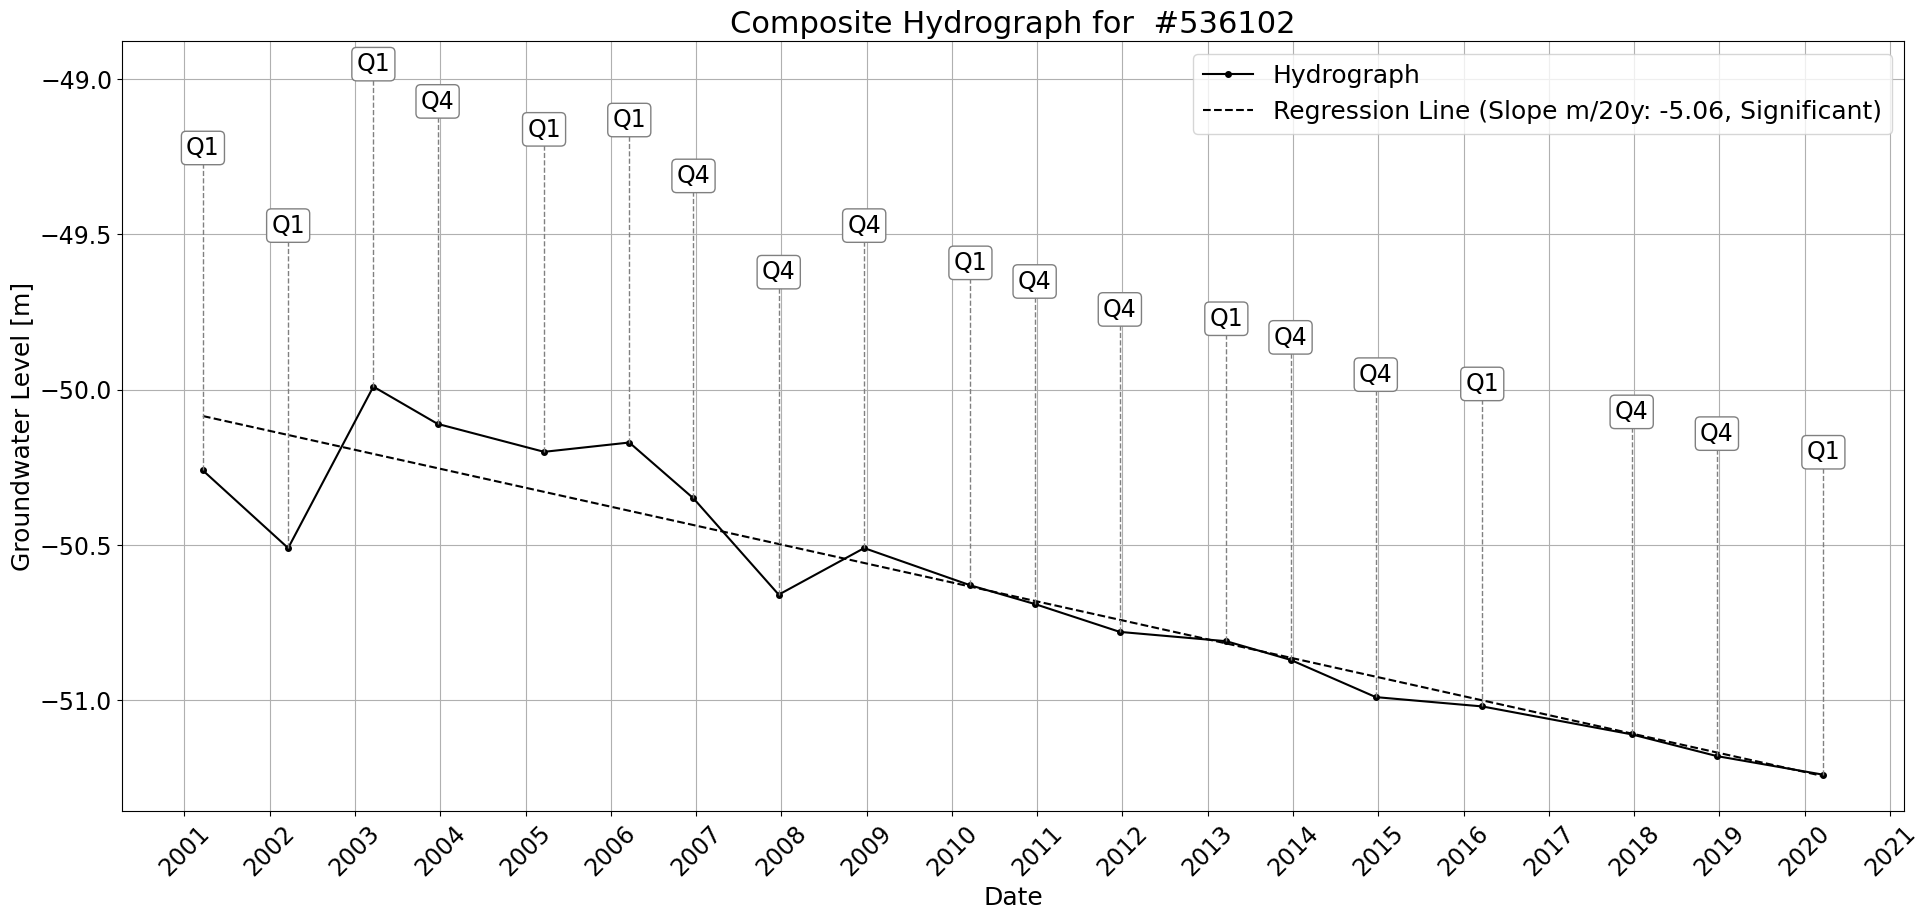 Composite Hydrograph for  #536102
Hydrograph
Regression Line (Slope m/20y: -5.06, Significant)
Groundwater Level [m]
−49.0
−49.5
−50.0
−50.5
−51.0
Q1
Q1
Q1
Q4
Q1
Q1
Q4
Q4
Q4
Q1
Q4
Q4
Q1
Q4
Q4
Q1
Q4
Q4
Q1
2001
2002
2003
2004
2005
2006
2007
2008
2009
2010
2011
2012
2013
2014
2015
2016
2017
2018
2019
2020
2021
Date